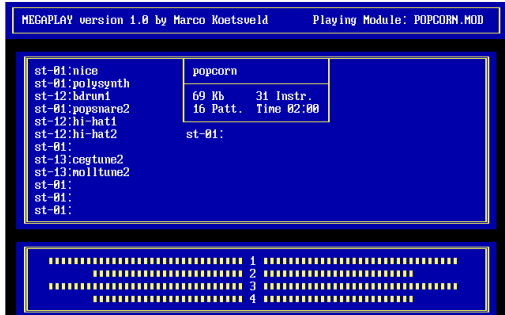 MEGAPLAY version 1.0 by Marco Koetsveld Playing Module: POPCORN.MOD
st-01:nice
st-01:polysynth
st-12:bdrum1
st-01:popsnare2
st-12:hi-hat1
st-12:hi-hat2
st-01:
st-13:cegtune2
st-13:molltune2
st-01:
st-01:
st-01:
popcorn
69 Kb 31 Instr.
16 Patt. Time 02:00
st-01:
1
2
3
4